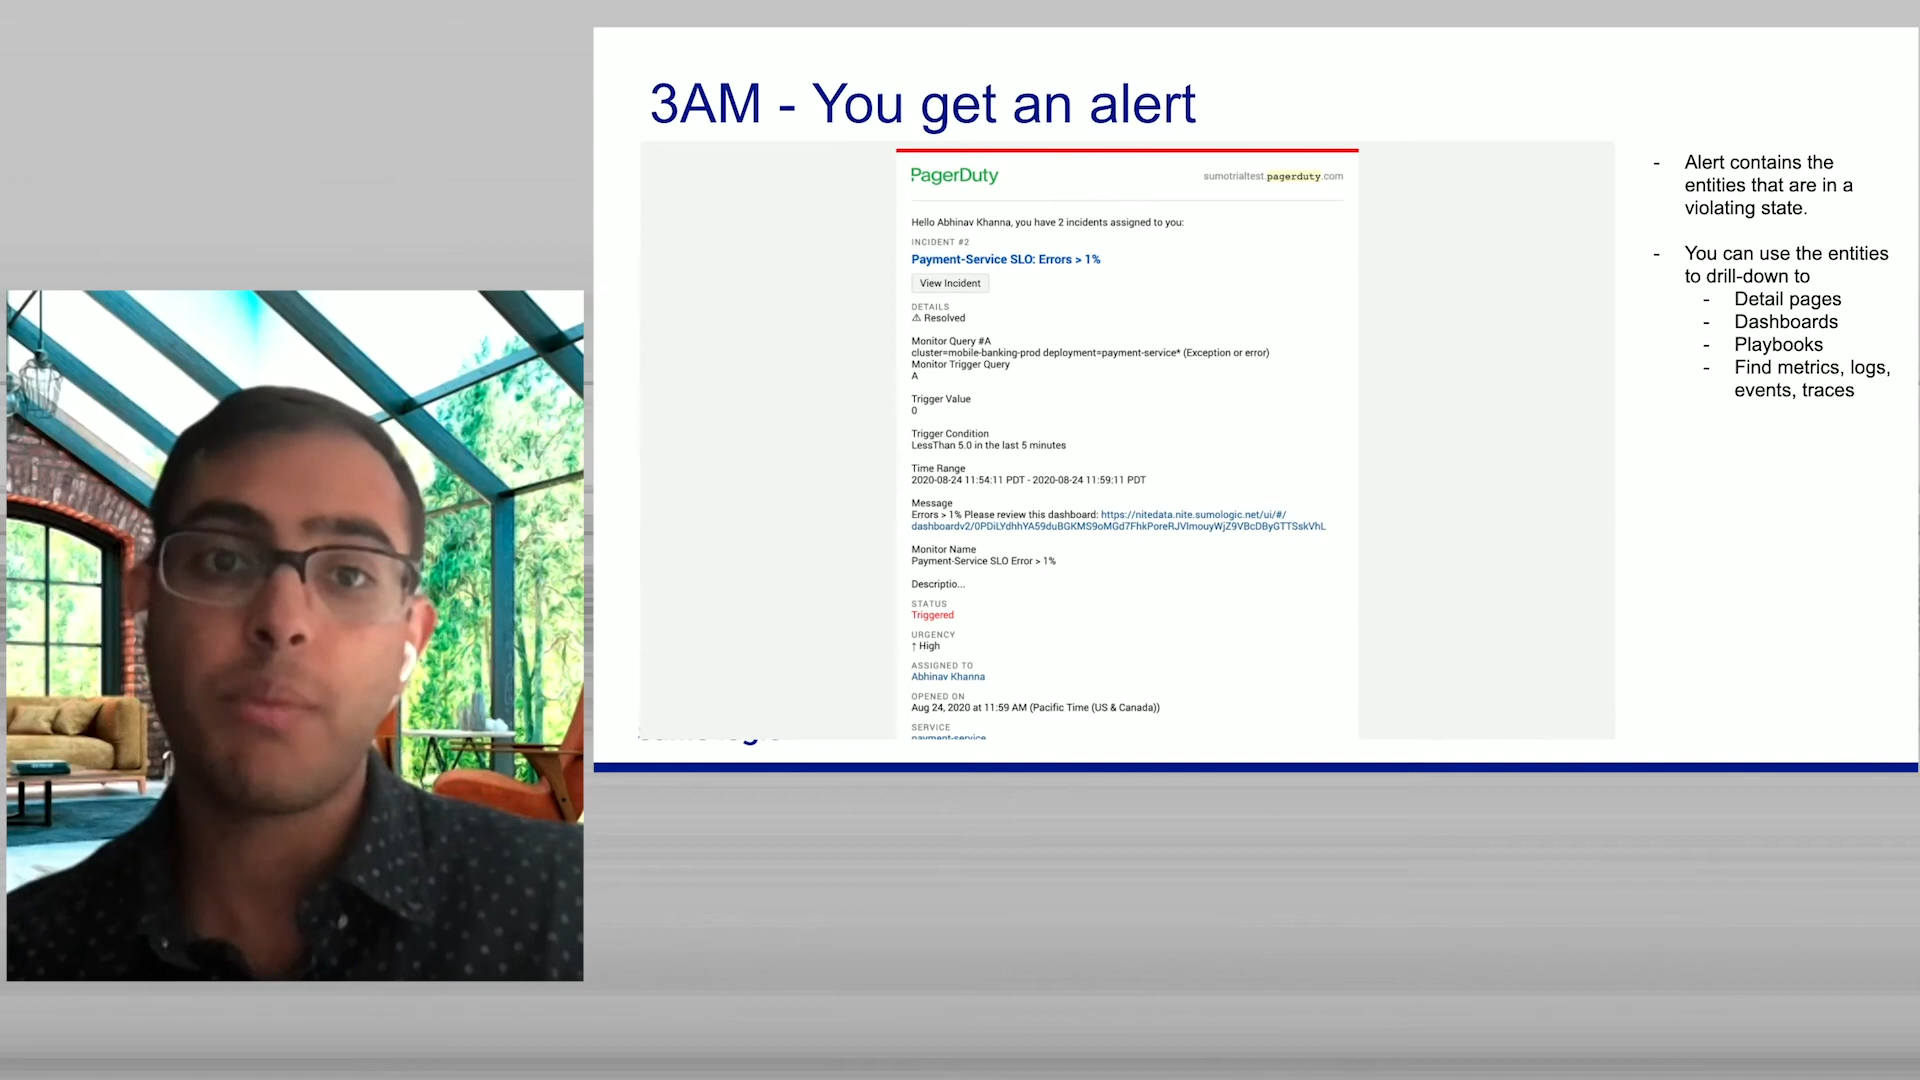 3AM - You get an alert
PagerDuty
sumotrialtest.pagerduty.com
Hello Abhinav Khanna, you have 2 incidents assigned to you:
INCIDENT #2
Payment-Service SLO: Errors > 1%
View Incident
DETAILS
⚠ Resolved
Monitor Query #A
cluster=mobile-banking-prod deployment=payment-service* (Exception or error)
Monitor Trigger Query
A
Trigger Value
0
Trigger Condition
LessThan 5.0 in the last 5 minutes
Time Range
2020-08-24 11:54:11 PDT - 2020-08-24 11:59:11 PDT
Message
Errors > 1% Please review this dashboard: https://nitedata.nite.sumologic.net/ui/#/
Monitor Name
Payment-Service SLO Error > 1%
Descriptio...
STATUS
Triggered
URGENCY
↑ High
ASSIGNED TO
Abhinav Khanna
OPENED ON
Aug 24, 2020 at 11:59 AM (Pacific Time (US & Canada))
SERVICE
payment-service
- Alert contains the
entities that are in a
violating state.
- You can use the entities
to drill-down to
- Detail pages
- Dashboards
- Playbooks
- Find metrics, logs,
events, traces